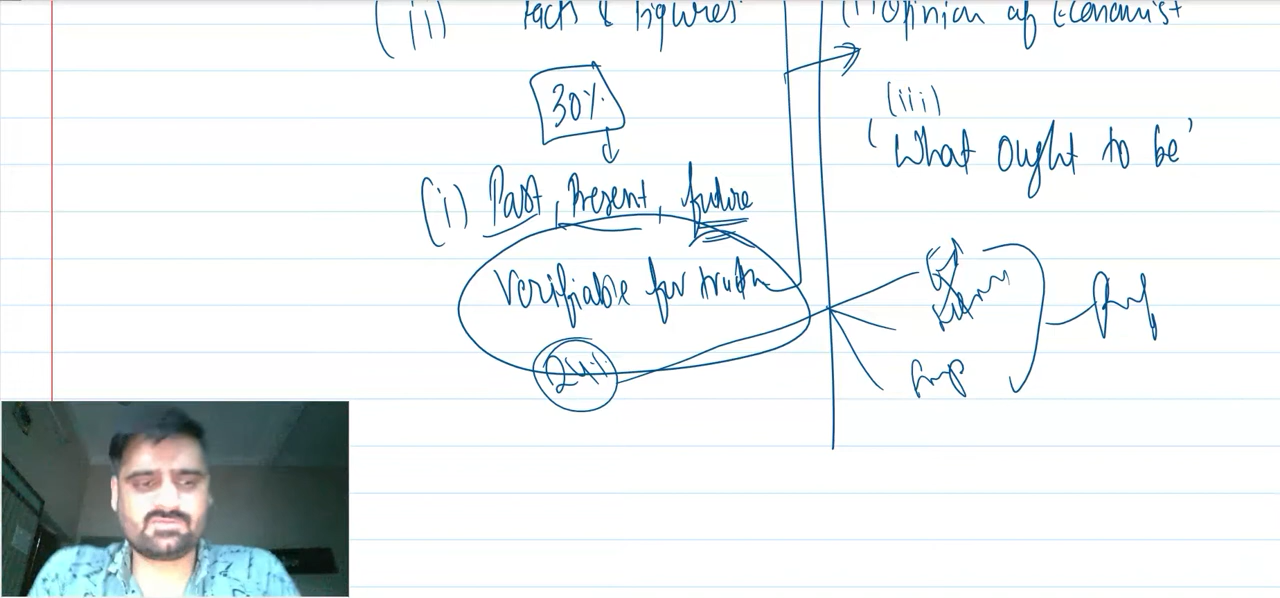 (ii) Facts & Figures
(i) Opinion of Economist
30%
(iii)
'What ought to be'
(i) Past, Present, future
Verifiable for truth
24%
Emp